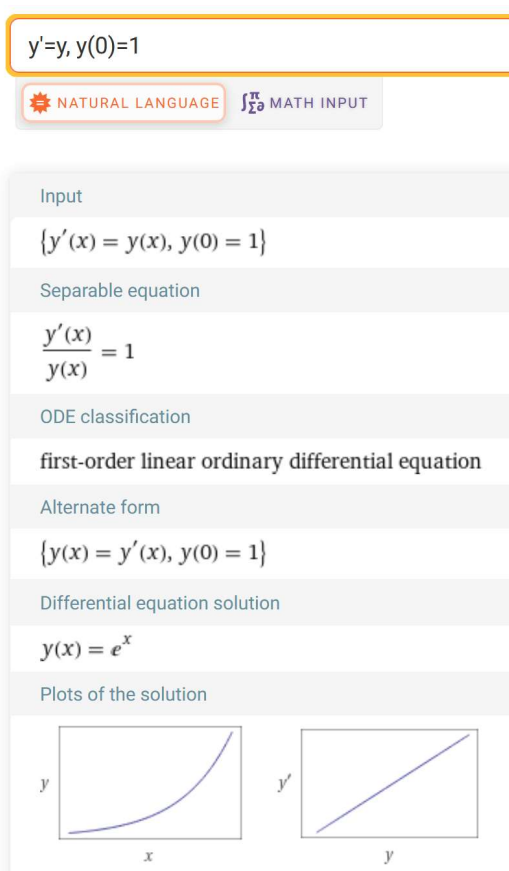 y'=y, y(0)=1
NATURAL LANGUAGE ∫π∑∂ MATH INPUT
Input
{y′(x) = y(x), y(0) = 1}
Separable equation
y′(x)/y(x) = 1
ODE classification
first-order linear ordinary differential equation
Alternate form
{y(x) = y′(x), y(0) = 1}
Differential equation solution
y(x) = eˣ
Plots of the solution
y y′
x y